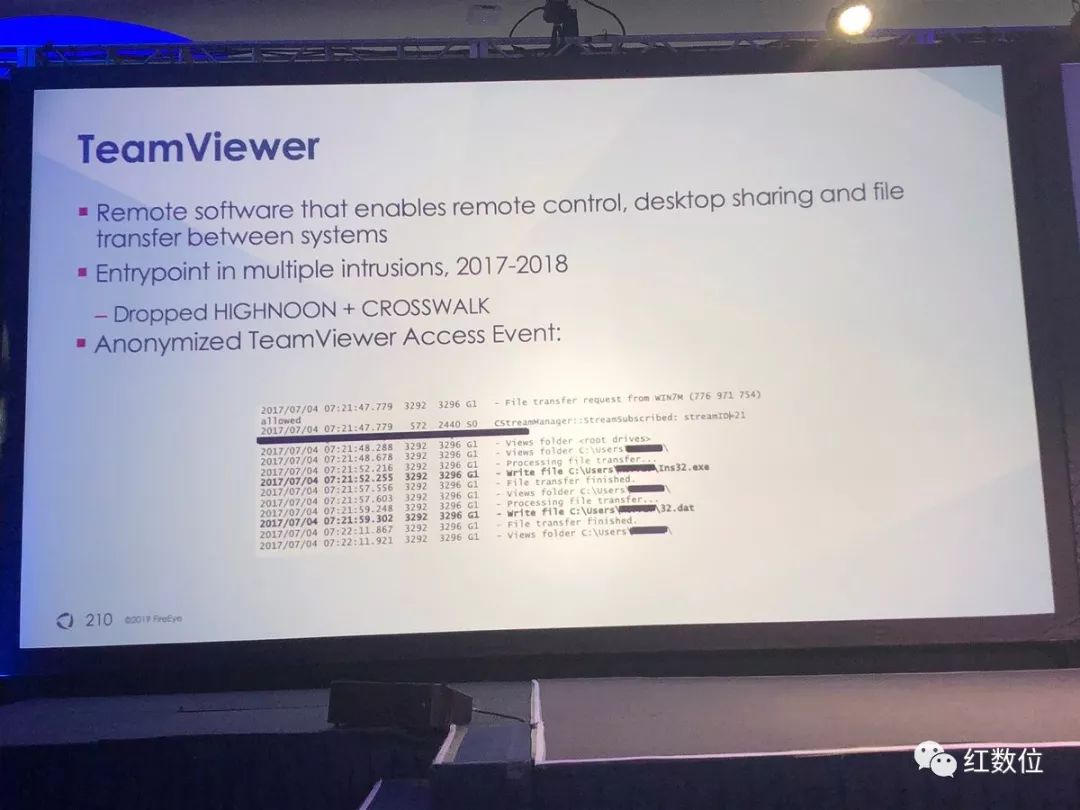 TeamViewer
▪ Remote software that enables remote control, desktop sharing and file
transfer between systems
▪ Entrypoint in multiple intrusions, 2017-2018
– Dropped HIGHNOON + CROSSWALK
▪ Anonymized TeamViewer Access Event:
2017/07/04 07:21:47.779 3292 3296 G1 - File transfer request from WIN7M (776 971 754)
allowed
2017/07/04 07:21:47.779 572 2440 S0 CStreamManager::StreamSubscribed: streamID=21
2017/07/04 07:21:48.288 3292 3296 G1 - Views folder <root drives>
2017/07/04 07:21:48.678 3292 3296 G1 - Views folder C:\Users\
2017/07/04 07:21:52.216 3292 3296 G1 - Processing file transfer...
2017/07/04 07:21:52.255 3292 3296 G1 - Write file C:\Users\ \Ins32.exe
2017/07/04 07:21:57.556 3292 3296 G1 - File transfer finished.
2017/07/04 07:21:57.603 3292 3296 G1 - Views folder C:\Users\ \
2017/07/04 07:21:59.248 3292 3296 G1 - Processing file transfer...
2017/07/04 07:21:59.302 3292 3296 G1 - Write file C:\Users\ \32.dat
2017/07/04 07:22:11.867 3292 3296 G1 - File transfer finished.
2017/07/04 07:22:11.921 3292 3296 G1 - Views folder C:\Users\ \
210 ©2019 FireEye
红数位